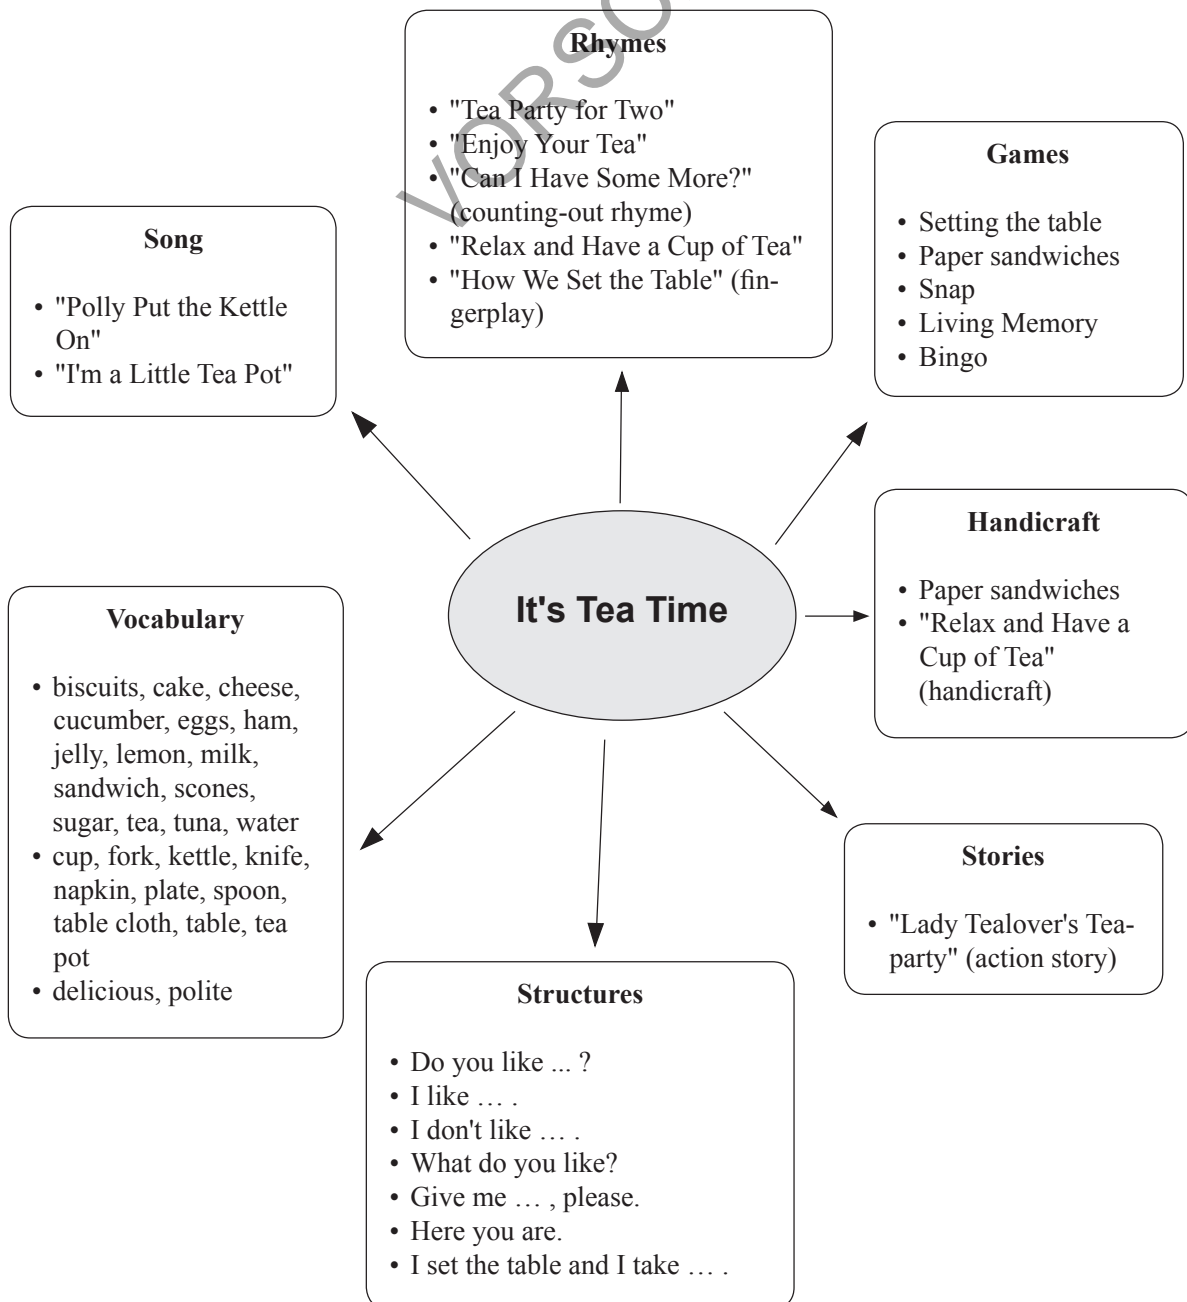 VORSC
Rhymes
• "Tea Party for Two"
• "Enjoy Your Tea"
• "Can I Have Some More?"
(counting-out rhyme)
• "Relax and Have a Cup of Tea"
• "How We Set the Table" (fin-
gerplay)
Games
• Setting the table
• Paper sandwiches
• Snap
• Living Memory
• Bingo
Song
• "Polly Put the Kettle
On"
• "I'm a Little Tea Pot"
Handicraft
• Paper sandwiches
• "Relax and Have a
Cup of Tea"
(handicraft)
It's Tea Time
Vocabulary
• biscuits, cake, cheese,
cucumber, eggs, ham,
jelly, lemon, milk,
sandwich, scones,
sugar, tea, tuna, water
• cup, fork, kettle, knife,
napkin, plate, spoon,
table cloth, table, tea
pot
• delicious, polite
Stories
• "Lady Tealover's Tea-
party" (action story)
Structures
• Do you like ... ?
• I like … .
• I don't like … .
• What do you like?
• Give me … , please.
• Here you are.
• I set the table and I take … .